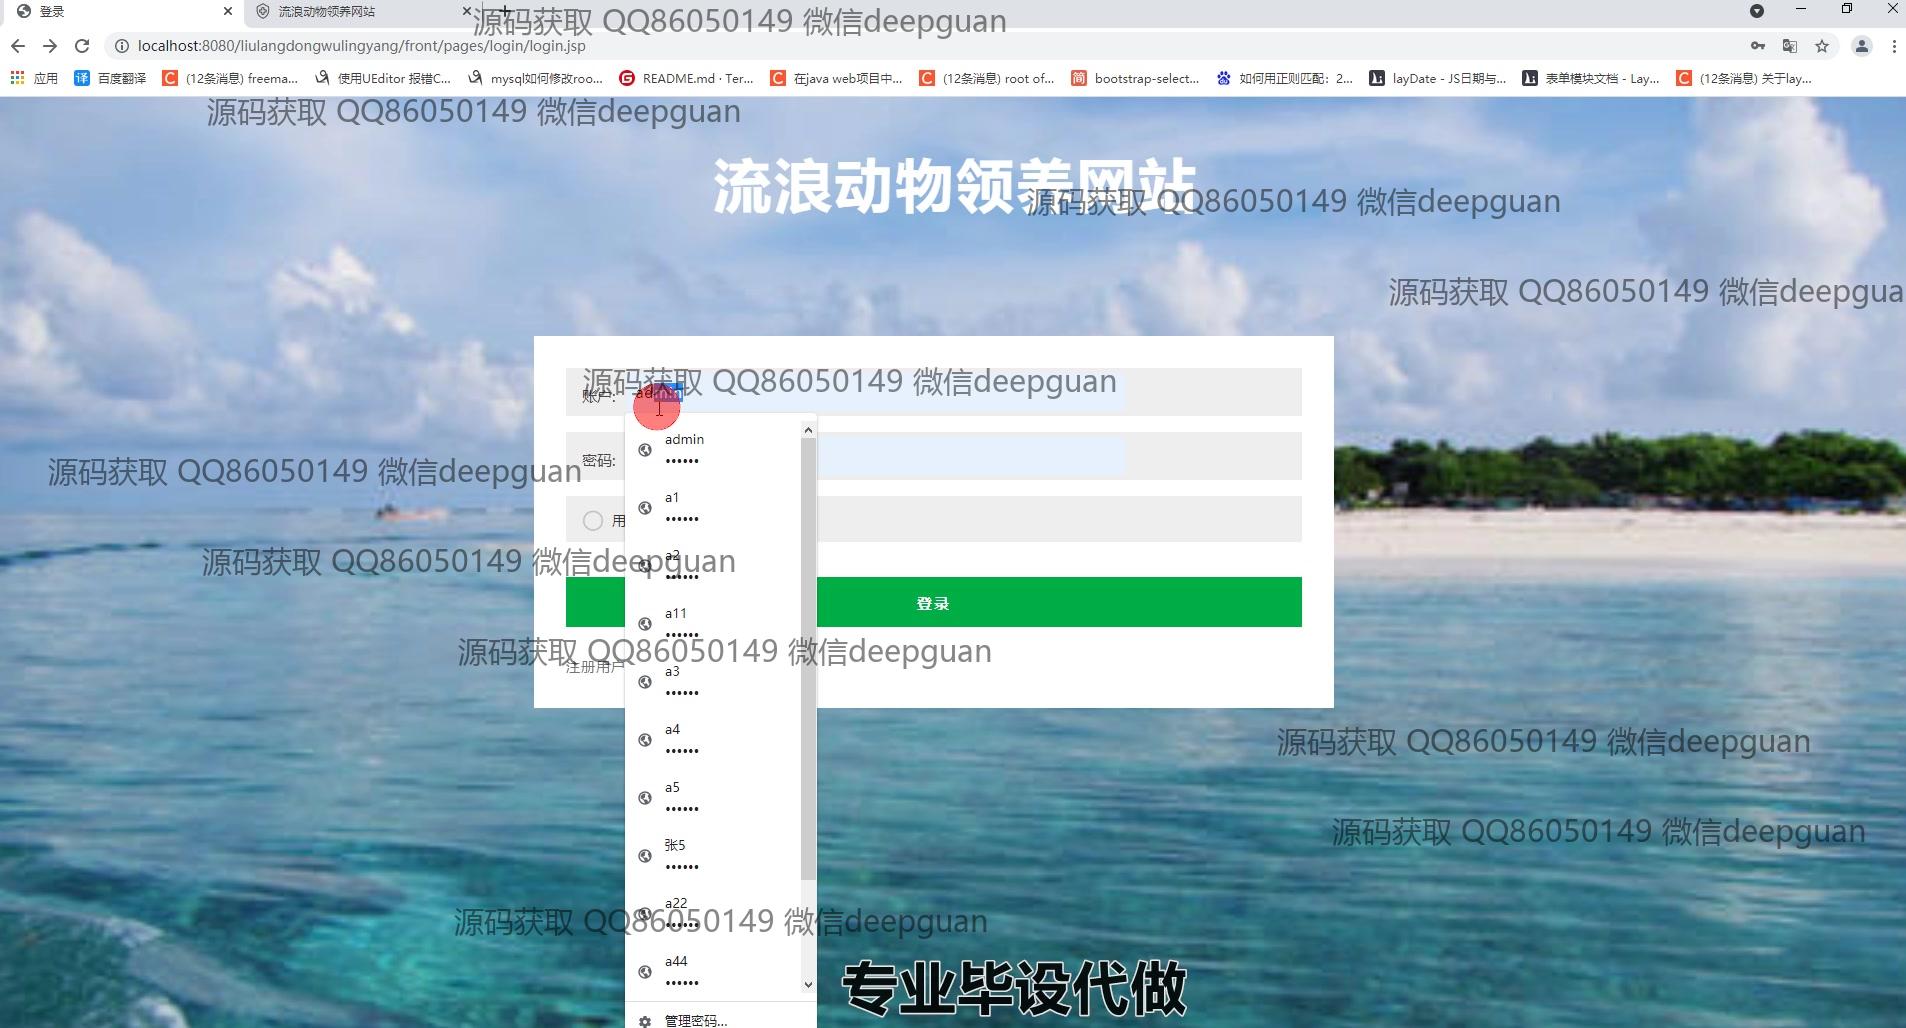 登录
流浪动物领养网站
源码获取 QQ86050149 微信deepguan
localhost:8080/liulangdongwulingyang/front/pages/login/login.jsp
应用
百度翻译
(12条消息) freema...
使用UEditor 报错C...
mysql如何修改roo...
README.md · Ter...
在java web项目中...
(12条消息) root of...
bootstrap-select...
如何用正则匹配：2...
layDate - JS日期与...
表单模块文档 - Lay...
(12条消息) 关于lay...
源码获取 QQ86050149 微信deepguan
流浪动物领养网站
源码获取 QQ86050149 微信deepguan
源码获取 QQ86050149 微信deepgua
源码获取 QQ86050149 微信deepguan
账户: admin
admin
••••••
密码:
源码获取 QQ86050149 微信deepguan
a1
••••••
用
a2
••••••
源码获取 QQ86050149 微信deepguan
登录
a11
••••••
源码获取 QQ86050149 微信deepguan
注册用户
a3
••••••
a4
••••••
源码获取 QQ86050149 微信deepguan
a5
••••••
源码获取 QQ86050149 微信deepguan
张5
••••••
a22
••••••
源码获取 QQ86050149 微信deepguan
a44
••••••
专业毕设代做
管理密码...